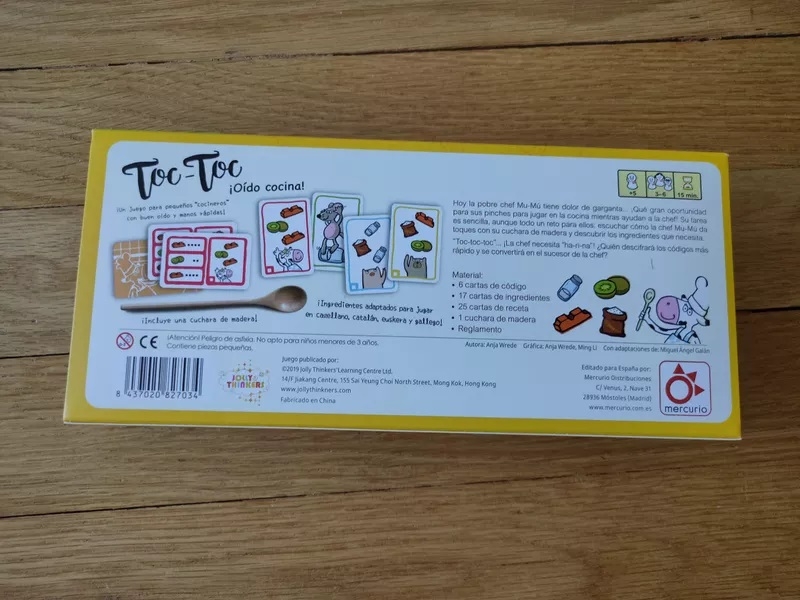 Toc-Toc
¡Oído cocina!
¡Un juego para pequeños "cocineros"
con buen oído y manos rápidas!
¡Incluye una cuchara de madera!
¡Ingredientes adaptados para jugar
en castellano, catalán, euskera y gallego!
+5
3-6
15 min.
Hoy la pobre chef Mu-Mú tiene dolor de garganta... ¡Qué gran oportunidad
para sus pinches para jugar en la cocina mientras ayudan a la chef! Su tarea
es sencilla, aunque todo un reto para ellos: escuchar cómo la chef Mu-Mú da
toques con su cuchara de madera y descubrir los ingredientes que necesita.
"Toc-toc-toc"... ¡La chef necesita "ha-ri-na"! ¿Quién descifrará los códigos más
rápido y se convertirá en el sucesor de la chef?
Material:
• 6 cartas de código
• 17 cartas de ingredientes
• 25 cartas de receta
• 1 cuchara de madera
• Reglamento
CE
0-3
¡Atención! Peligro de asfixia. No apto para niños menores de 3 años.
Contiene piezas pequeñas.
Autora: Anja Wrede Gráfica: Anja Wrede, Ming Li Con adaptaciones de: Miguel Ángel Galán
8 437020 827034
JOLLY
THINKERS
Juego publicado por:
©2019 Jolly Thinkers' Learning Centre Ltd.
14/F Jiakang Centre, 155 Sai Yeung Choi North Street, Mong Kok, Hong Kong
www.jollythinkers.com
Fabricado en China
Editado para España por:
Mercurio Distribuciones
C/ Venus, 2, Nave 31
28936 Móstoles (Madrid)
www.mercurio.com.es
mercurio